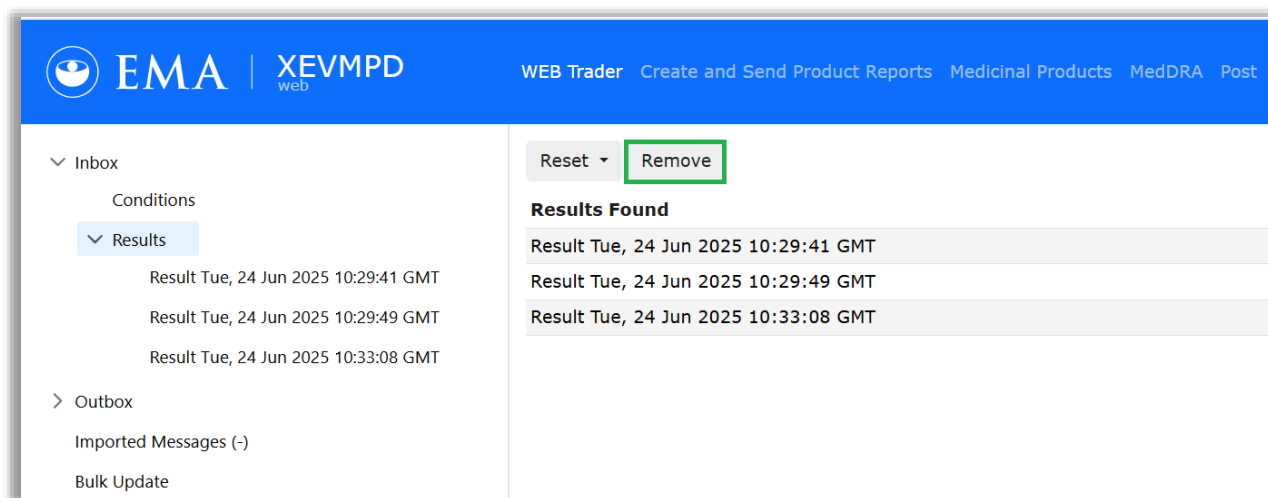 EMA | XEVMPD
web
WEB Trader Create and Send Product Reports Medicinal Products MedDRA Post
Inbox
Conditions
Results
Result Tue, 24 Jun 2025 10:29:41 GMT
Result Tue, 24 Jun 2025 10:29:49 GMT
Result Tue, 24 Jun 2025 10:33:08 GMT
Outbox
Imported Messages (-)
Bulk Update
Reset Remove
Results Found
Result Tue, 24 Jun 2025 10:29:41 GMT
Result Tue, 24 Jun 2025 10:29:49 GMT
Result Tue, 24 Jun 2025 10:33:08 GMT